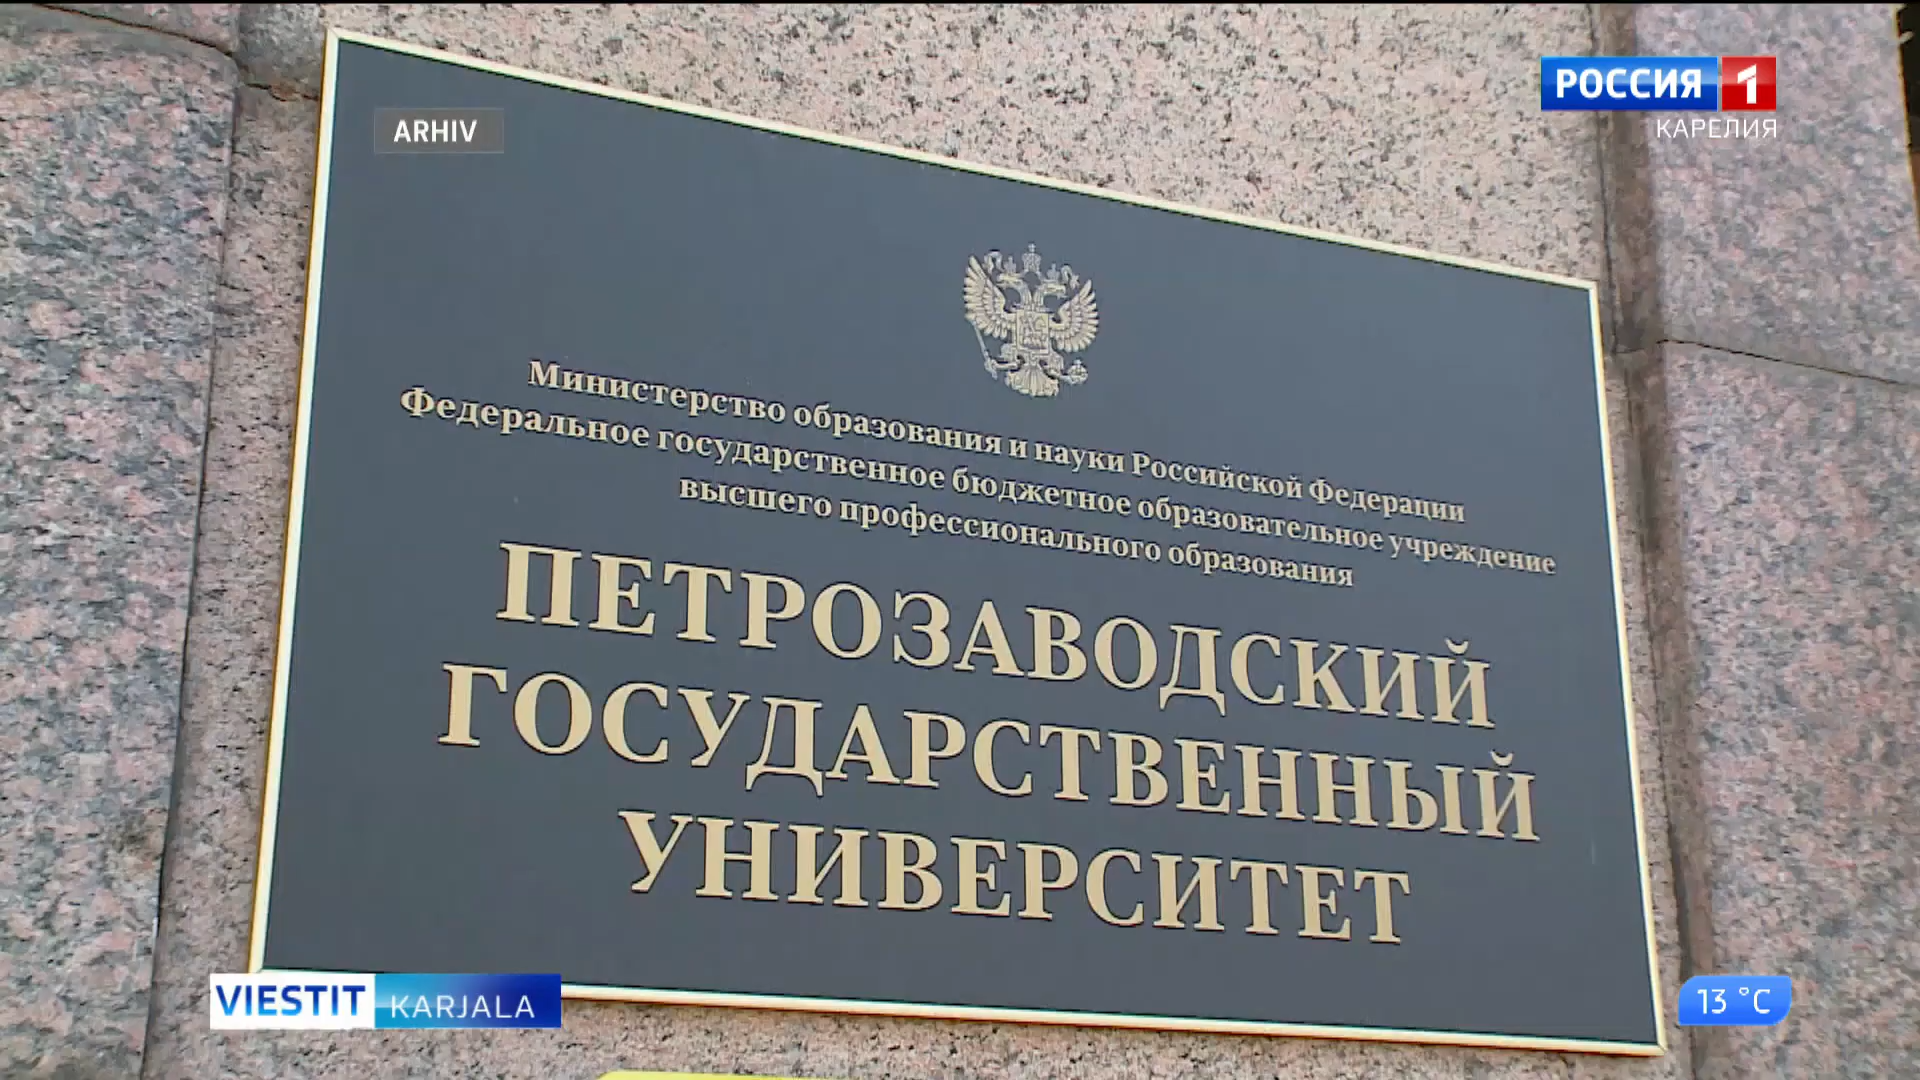 РОССИЯ 1
КАРЕЛИЯ
ARHIV
Министерство образования и науки Российской Федерации
Федеральное государственное бюджетное образовательное учреждение
высшего профессионального образования
ПЕТРОЗАВОДСКИЙ
ГОСУДАРСТВЕННЫЙ
УНИВЕРСИТЕТ
VIESTIT KARJALA
13 °C